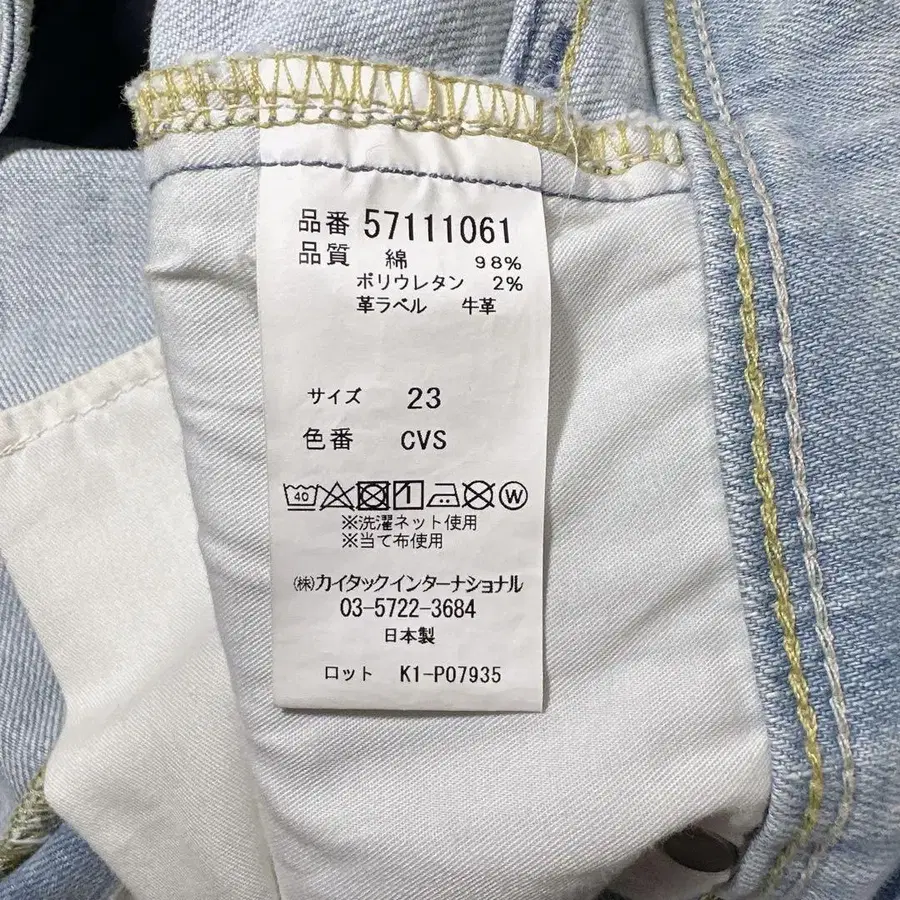 品番 57111061
品質 綿 98%
ポリウレタン 2%
革ラベル 牛革
サイズ 23
色番 CVS
40 W
※洗濯ネット使用
※当て布使用
㈱カイタックインターナショナル
03-5722-3684
日本製
ロット K1-P07935